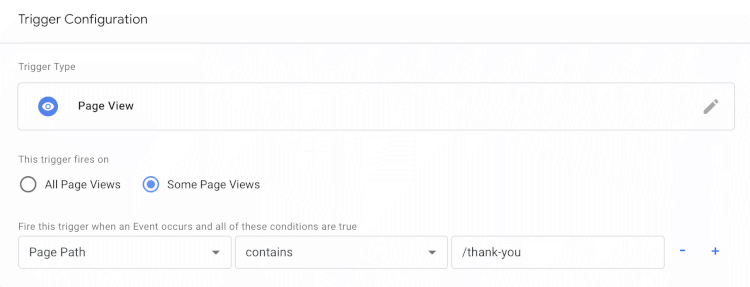 Trigger Configuration
Trigger Type
Page View
This trigger fires on
All Page Views Some Page Views
Fire this trigger when an Event occurs and all of these conditions are true
Page Path contains /thank-you - +